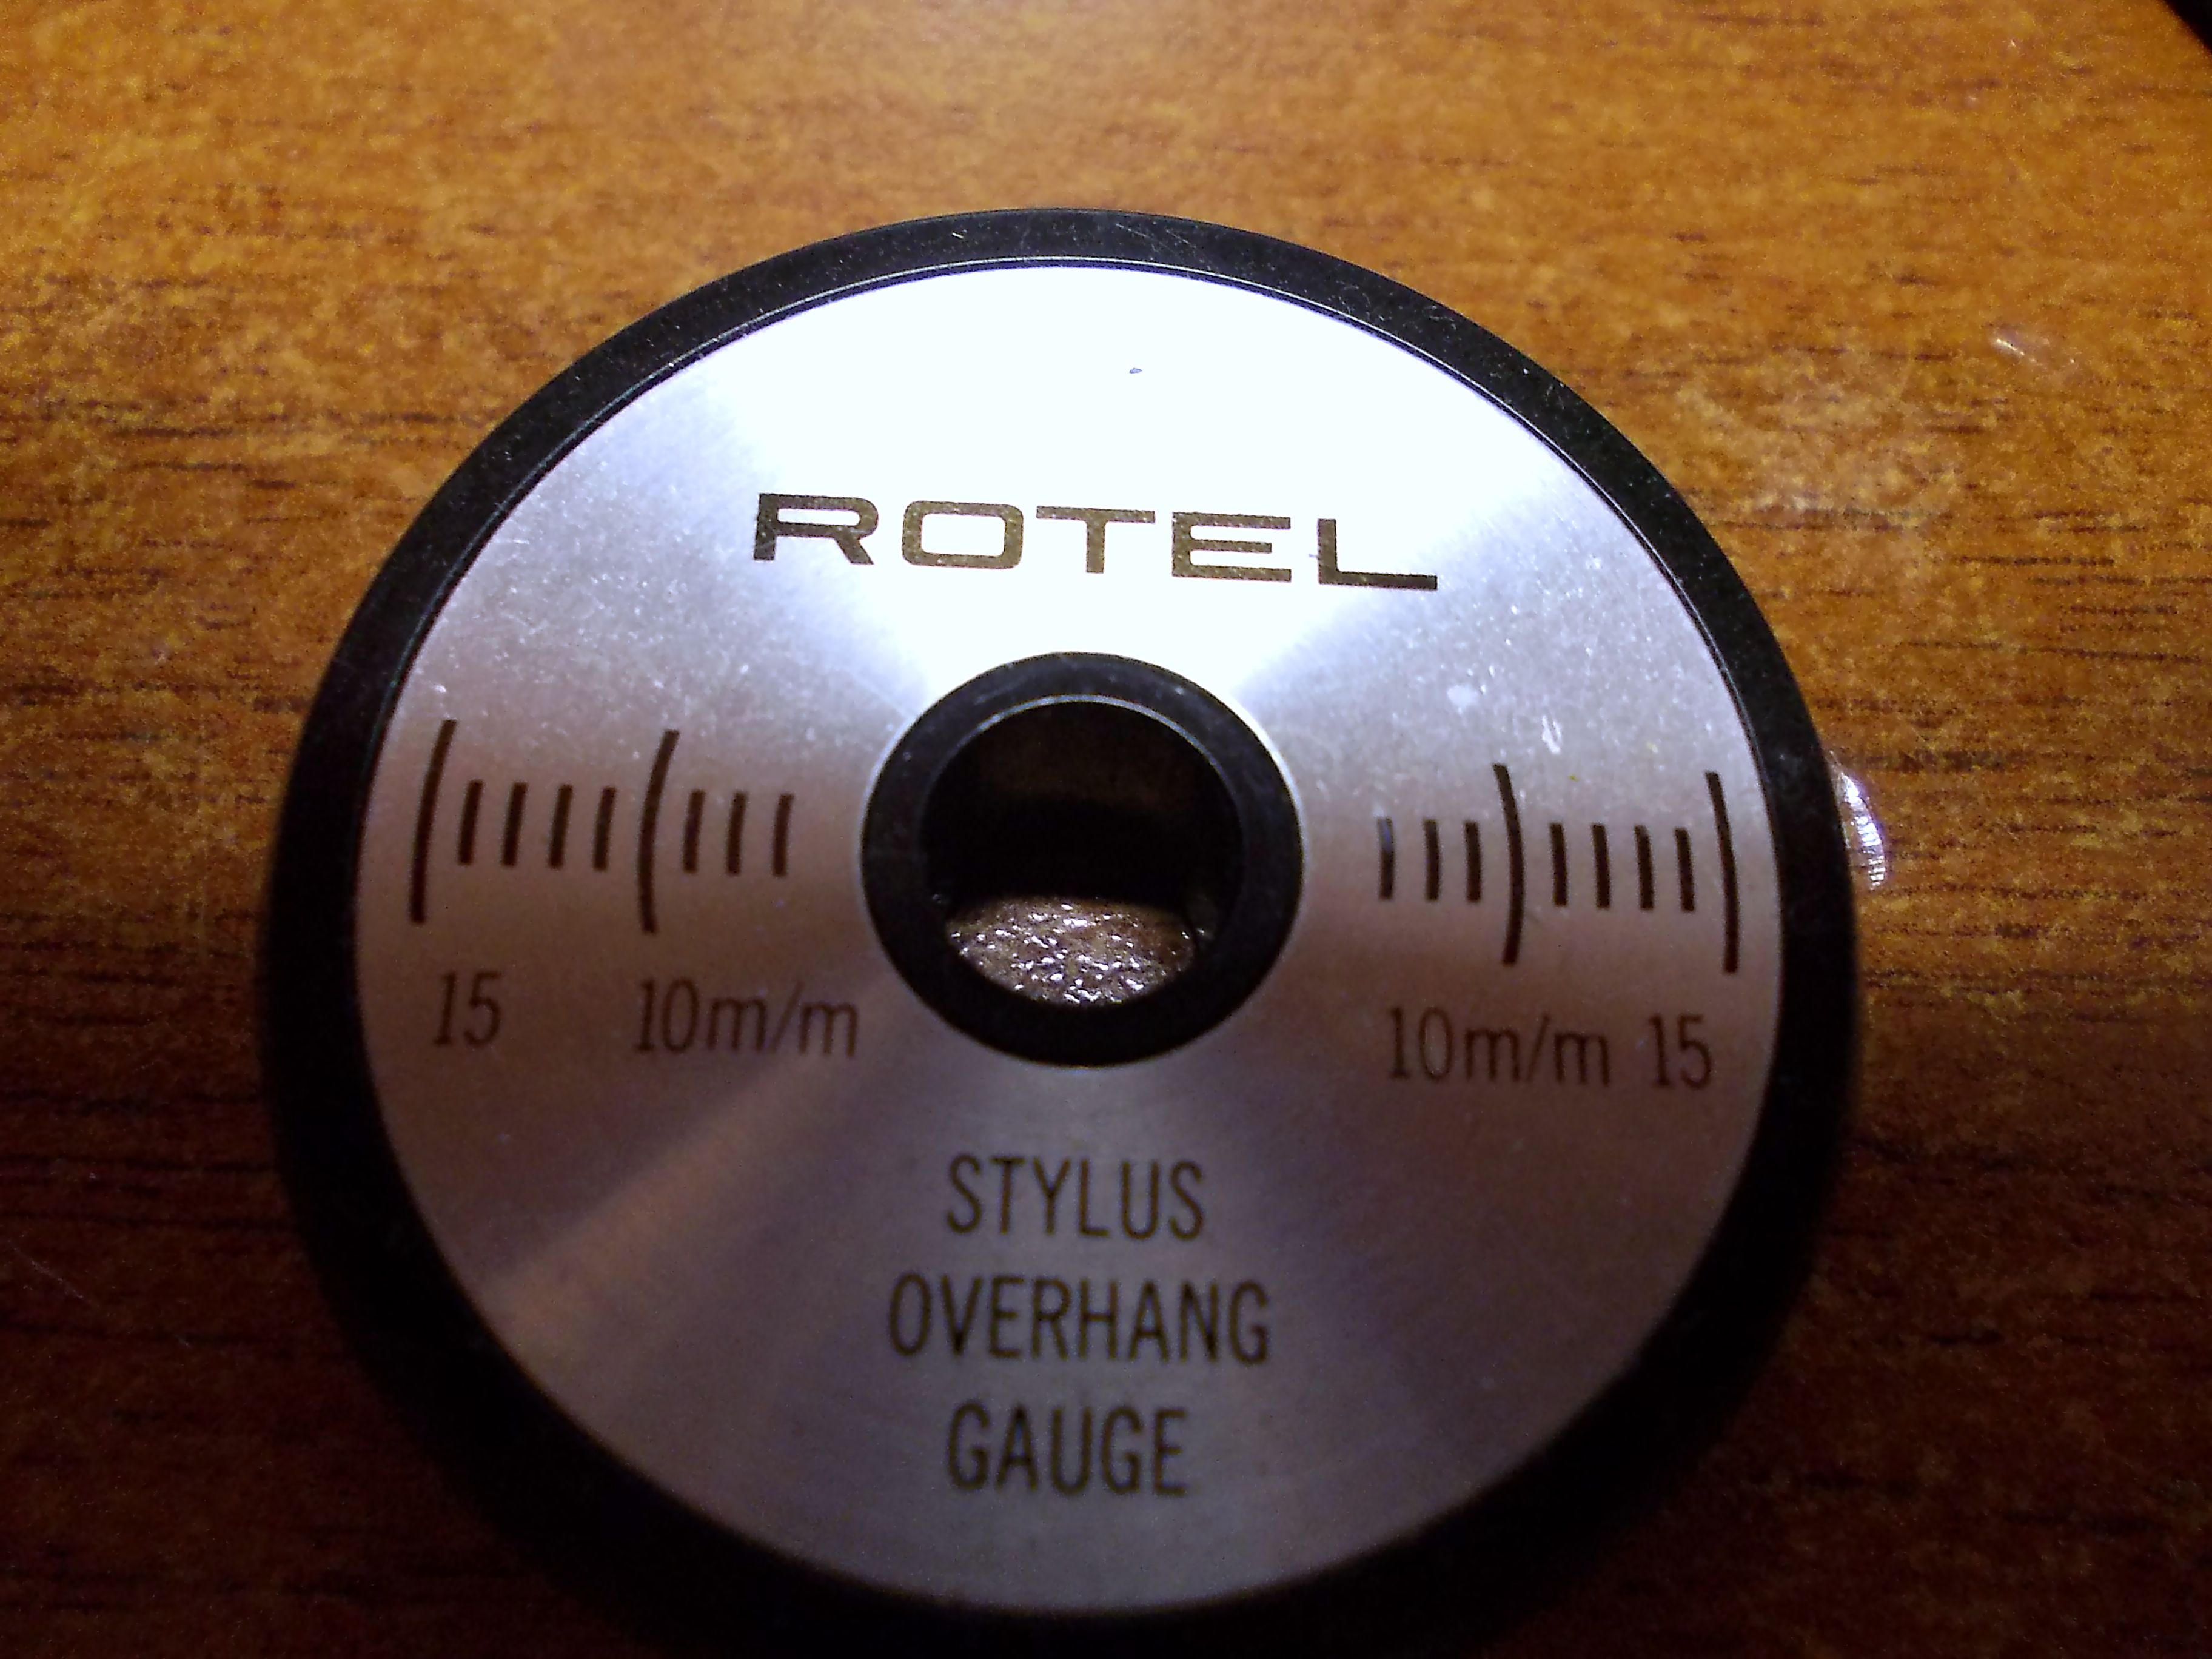 ROTEL
15 10m/m 10m/m 15
STYLUS
OVERHANG
GAUGE